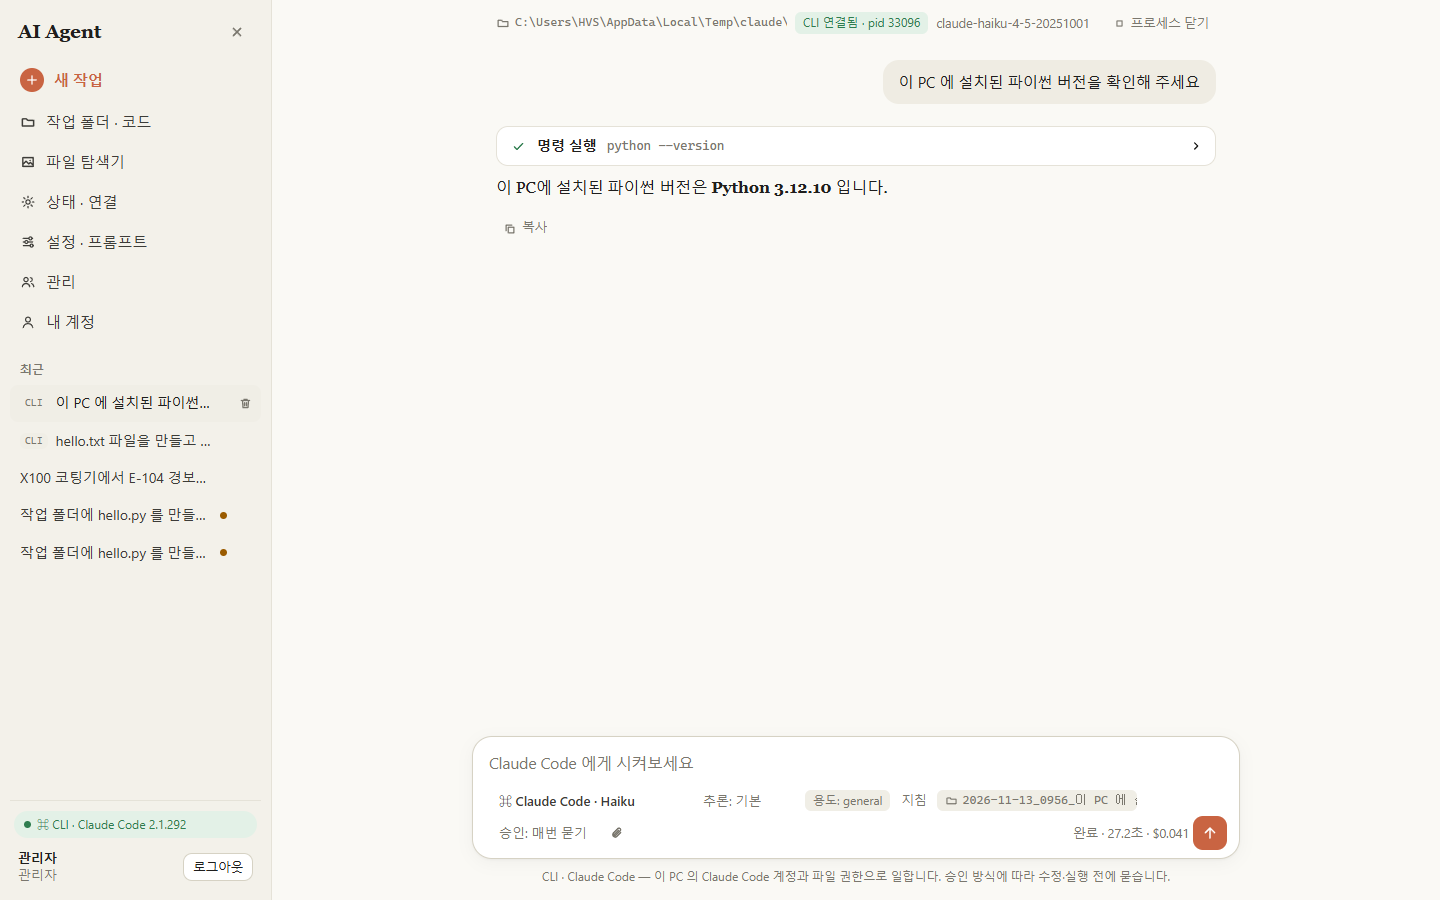 AI Agent
새 작업
작업 폴더 · 코드
파일 탐색기
상태 · 연결
설정 · 프롬프트
관리
내 계정
최근
CLI 이 PC 에 설치된 파이썬...
CLI hello.txt 파일을 만들고 ...
X100 코팅기에서 E-104 경보...
작업 폴더에 hello.py 를 만들...
작업 폴더에 hello.py 를 만들...
⌘ CLI · Claude Code 2.1.292
관리자
관리자
로그아웃
C:\Users\HVS\AppData\Local\Temp\claude\ CLI 연결됨 · pid 33096 claude-haiku-4-5-20251001 프로세스 닫기
이 PC 에 설치된 파이썬 버전을 확인해 주세요
명령 실행 python --version
이 PC에 설치된 파이썬 버전은 Python 3.12.10 입니다.
복사
Claude Code 에게 시켜보세요
⌘ Claude Code · Haiku 추론: 기본 용도: general 지침 2026-11-13_0956_이 PC 에
승인: 매번 묻기 완료 · 27.2초 · $0.041
CLI · Claude Code — 이 PC 의 Claude Code 계정과 파일 권한으로 일합니다. 승인 방식에 따라 수정·실행 전에 묻습니다.